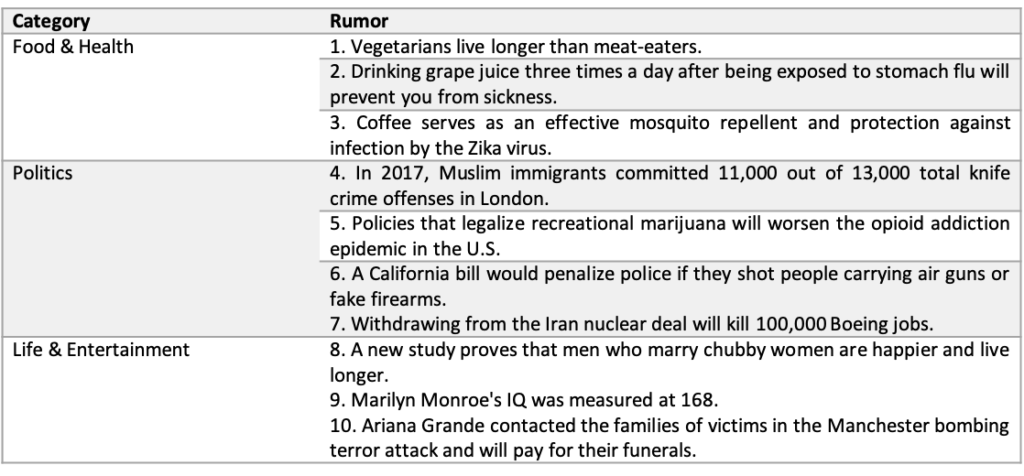 Category Rumor
Food & Health 1. Vegetarians live longer than meat-eaters.
2. Drinking grape juice three times a day after being exposed to stomach flu will
prevent you from sickness.
3. Coffee serves as an effective mosquito repellent and protection against
infection by the Zika virus.
Politics 4. In 2017, Muslim immigrants committed 11,000 out of 13,000 total knife
crime offenses in London.
5. Policies that legalize recreational marijuana will worsen the opioid addiction
epidemic in the U.S.
6. A California bill would penalize police if they shot people carrying air guns or
fake firearms.
7. Withdrawing from the Iran nuclear deal will kill 100,000 Boeing jobs.
Life & Entertainment 8. A new study proves that men who marry chubby women are happier and live
longer.
9. Marilyn Monroe's IQ was measured at 168.
10. Ariana Grande contacted the families of victims in the Manchester bombing
terror attack and will pay for their funerals.